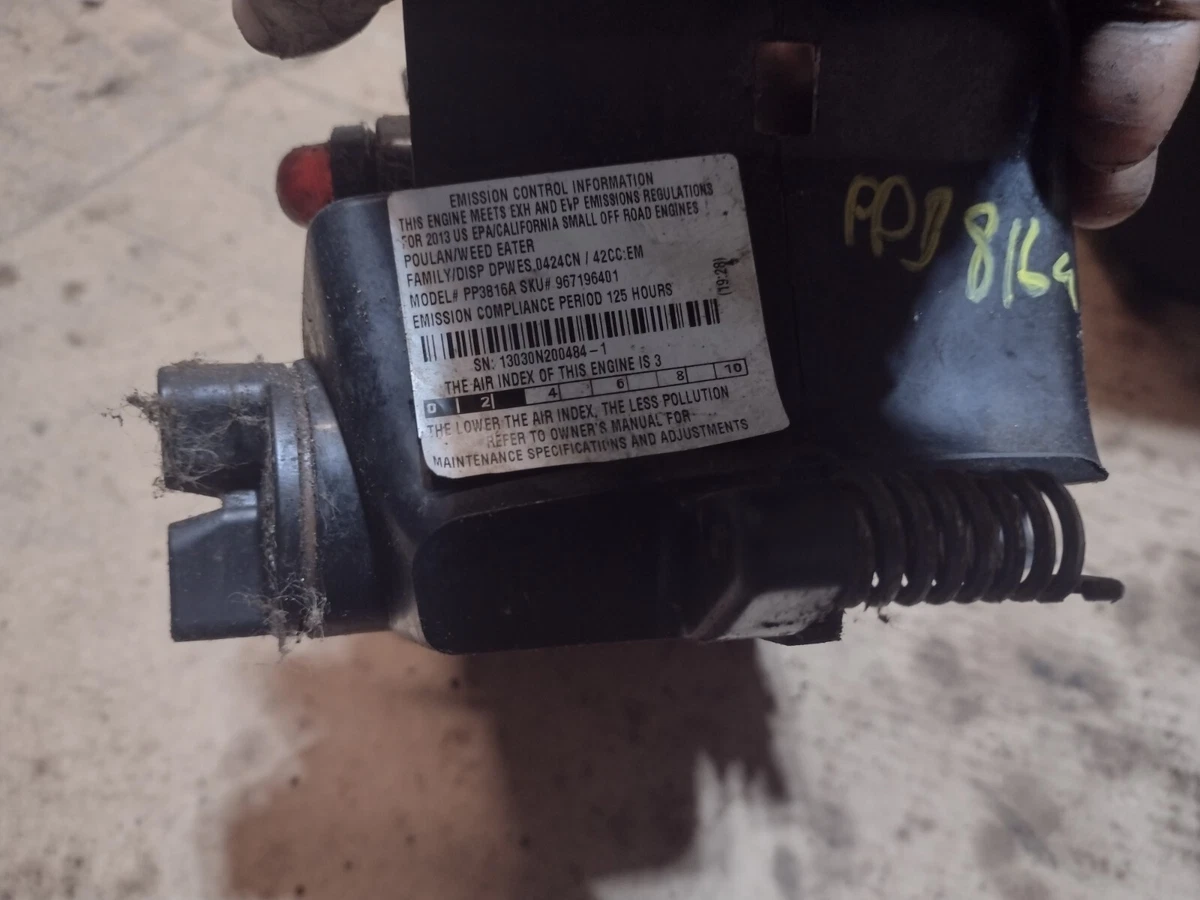 EMISSION CONTROL INFORMATION
THIS ENGINE MEETS EXH AND EVP EMISSIONS REGULATIONS
FOR 2013 US EPA/CALIFORNIA SMALL OFF ROAD ENGINES
POULAN/WEED EATER
FAMILY/DISP DPWES.0424CN / 42CC:EM
MODEL# PP3816A SKU# 967196401
EMISSION COMPLIANCE PERIOD 125 HOURS
(19:28)
SN: 13030N200484-1
THE AIR INDEX OF THIS ENGINE IS 3
0 2 4 6 8 10
THE LOWER THE AIR INDEX, THE LESS POLLUTION
REFER TO OWNER'S MANUAL FOR
MAINTENANCE SPECIFICATIONS AND ADJUSTMENTS
816a